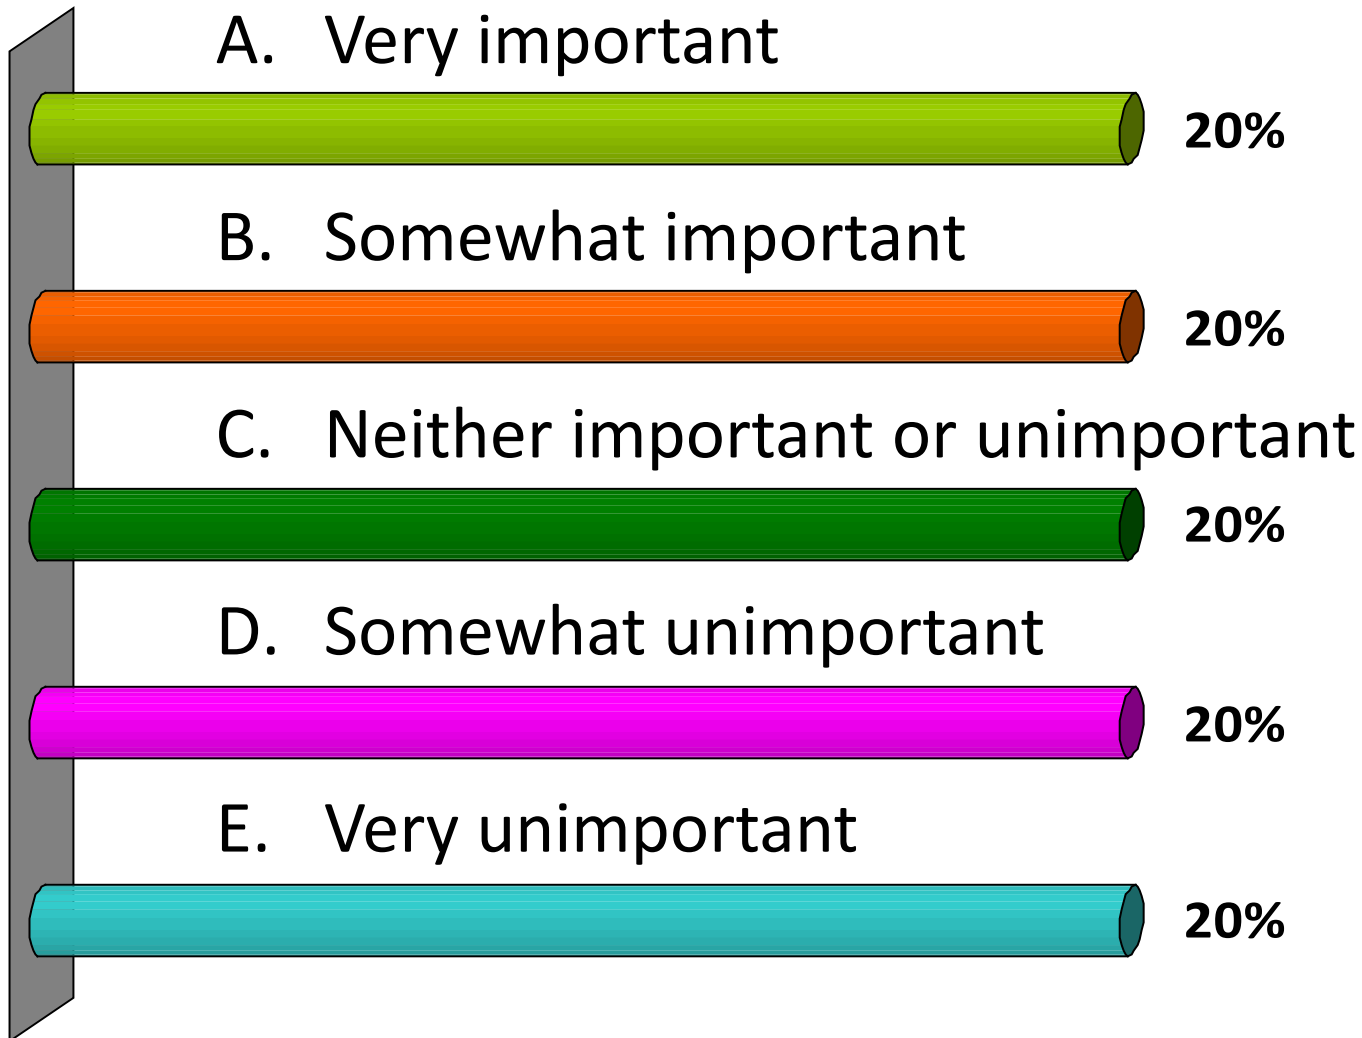 A. Very important
20%
B. Somewhat important
20%
C. Neither important or unimportant
20%
D. Somewhat unimportant
20%
E. Very unimportant
20%